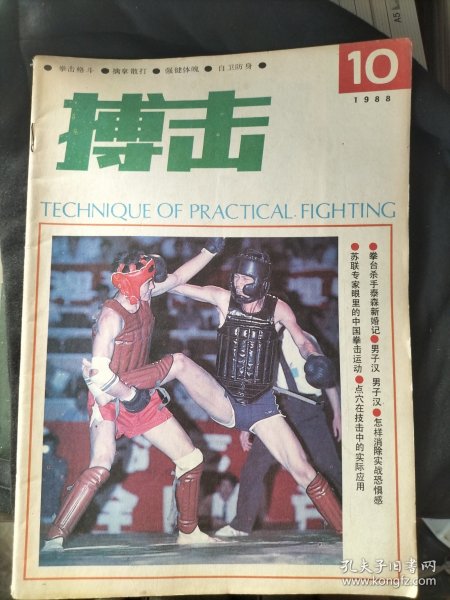 ●拳击格斗 ●擒拿散打 ●强健体魄 ●自卫防身●
10
1988
搏击
TECHNIQUE OF PRACTICAL FIGHTING
●拳台杀手泰森新婚记●男子汉 男子汉●怎样消除实战恐惧感
●苏联专家眼里的中国拳击运动●点穴在技击中的实际应用
孔夫子旧书网
www.kongfz.com
A5